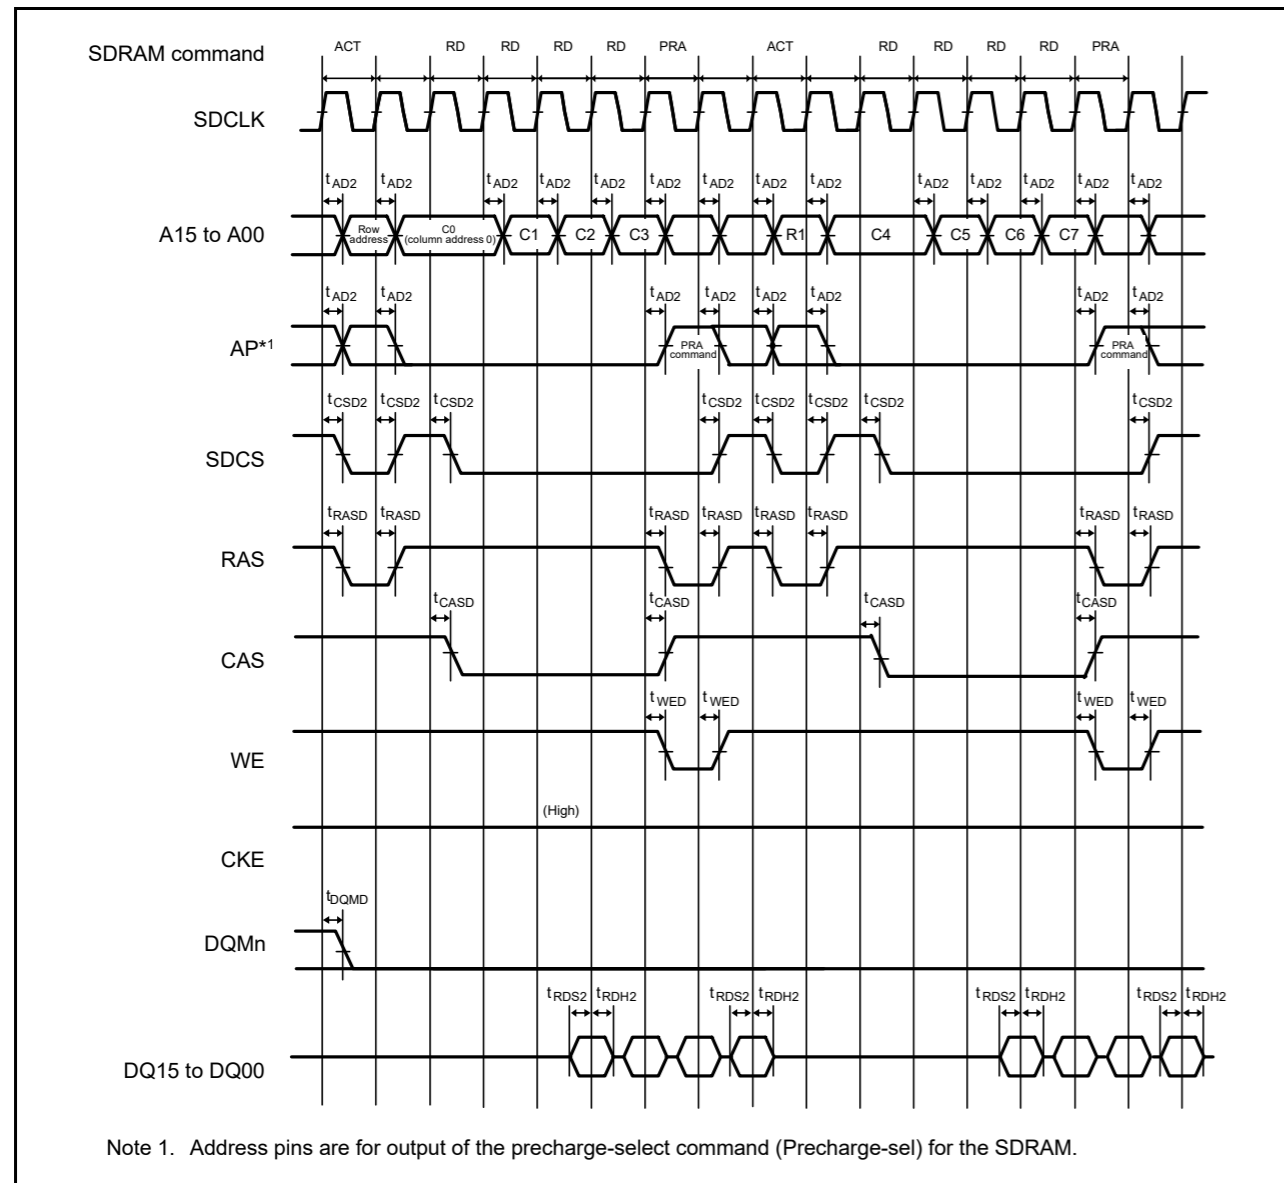 SDRAM command ACT RD RD RD RD PRA ACT RD RD RD RD PRA
SDCLK
tAD2 tAD2 tAD2 tAD2 tAD2 tAD2 tAD2 tAD2 tAD2 tAD2 tAD2 tAD2 tAD2 tAD2
A15 to A00 Row address C0 (column address 0) C1 C2 C3 R1 C4 C5 C6 C7
tAD2 tAD2 tAD2 tAD2 tAD2 tAD2 tAD2 tAD2
AP*1 PRA command PRA command
tCSD2 tCSD2 tCSD2 tCSD2 tCSD2 tCSD2 tCSD2 tCSD2
SDCS
tRASD tRASD tRASD tRASD tRASD tRASD tRASD tRASD
RAS
tCASD tCASD tCASD tCASD
CAS
tWED tWED tWED tWED
WE
(High)
CKE
tDQMD
DQMn
tRDS2 tRDH2 tRDS2 tRDH2 tRDS2 tRDH2 tRDS2 tRDH2
DQ15 to DQ00
Note 1. Address pins are for output of the precharge-select command (Precharge-sel) for the SDRAM.